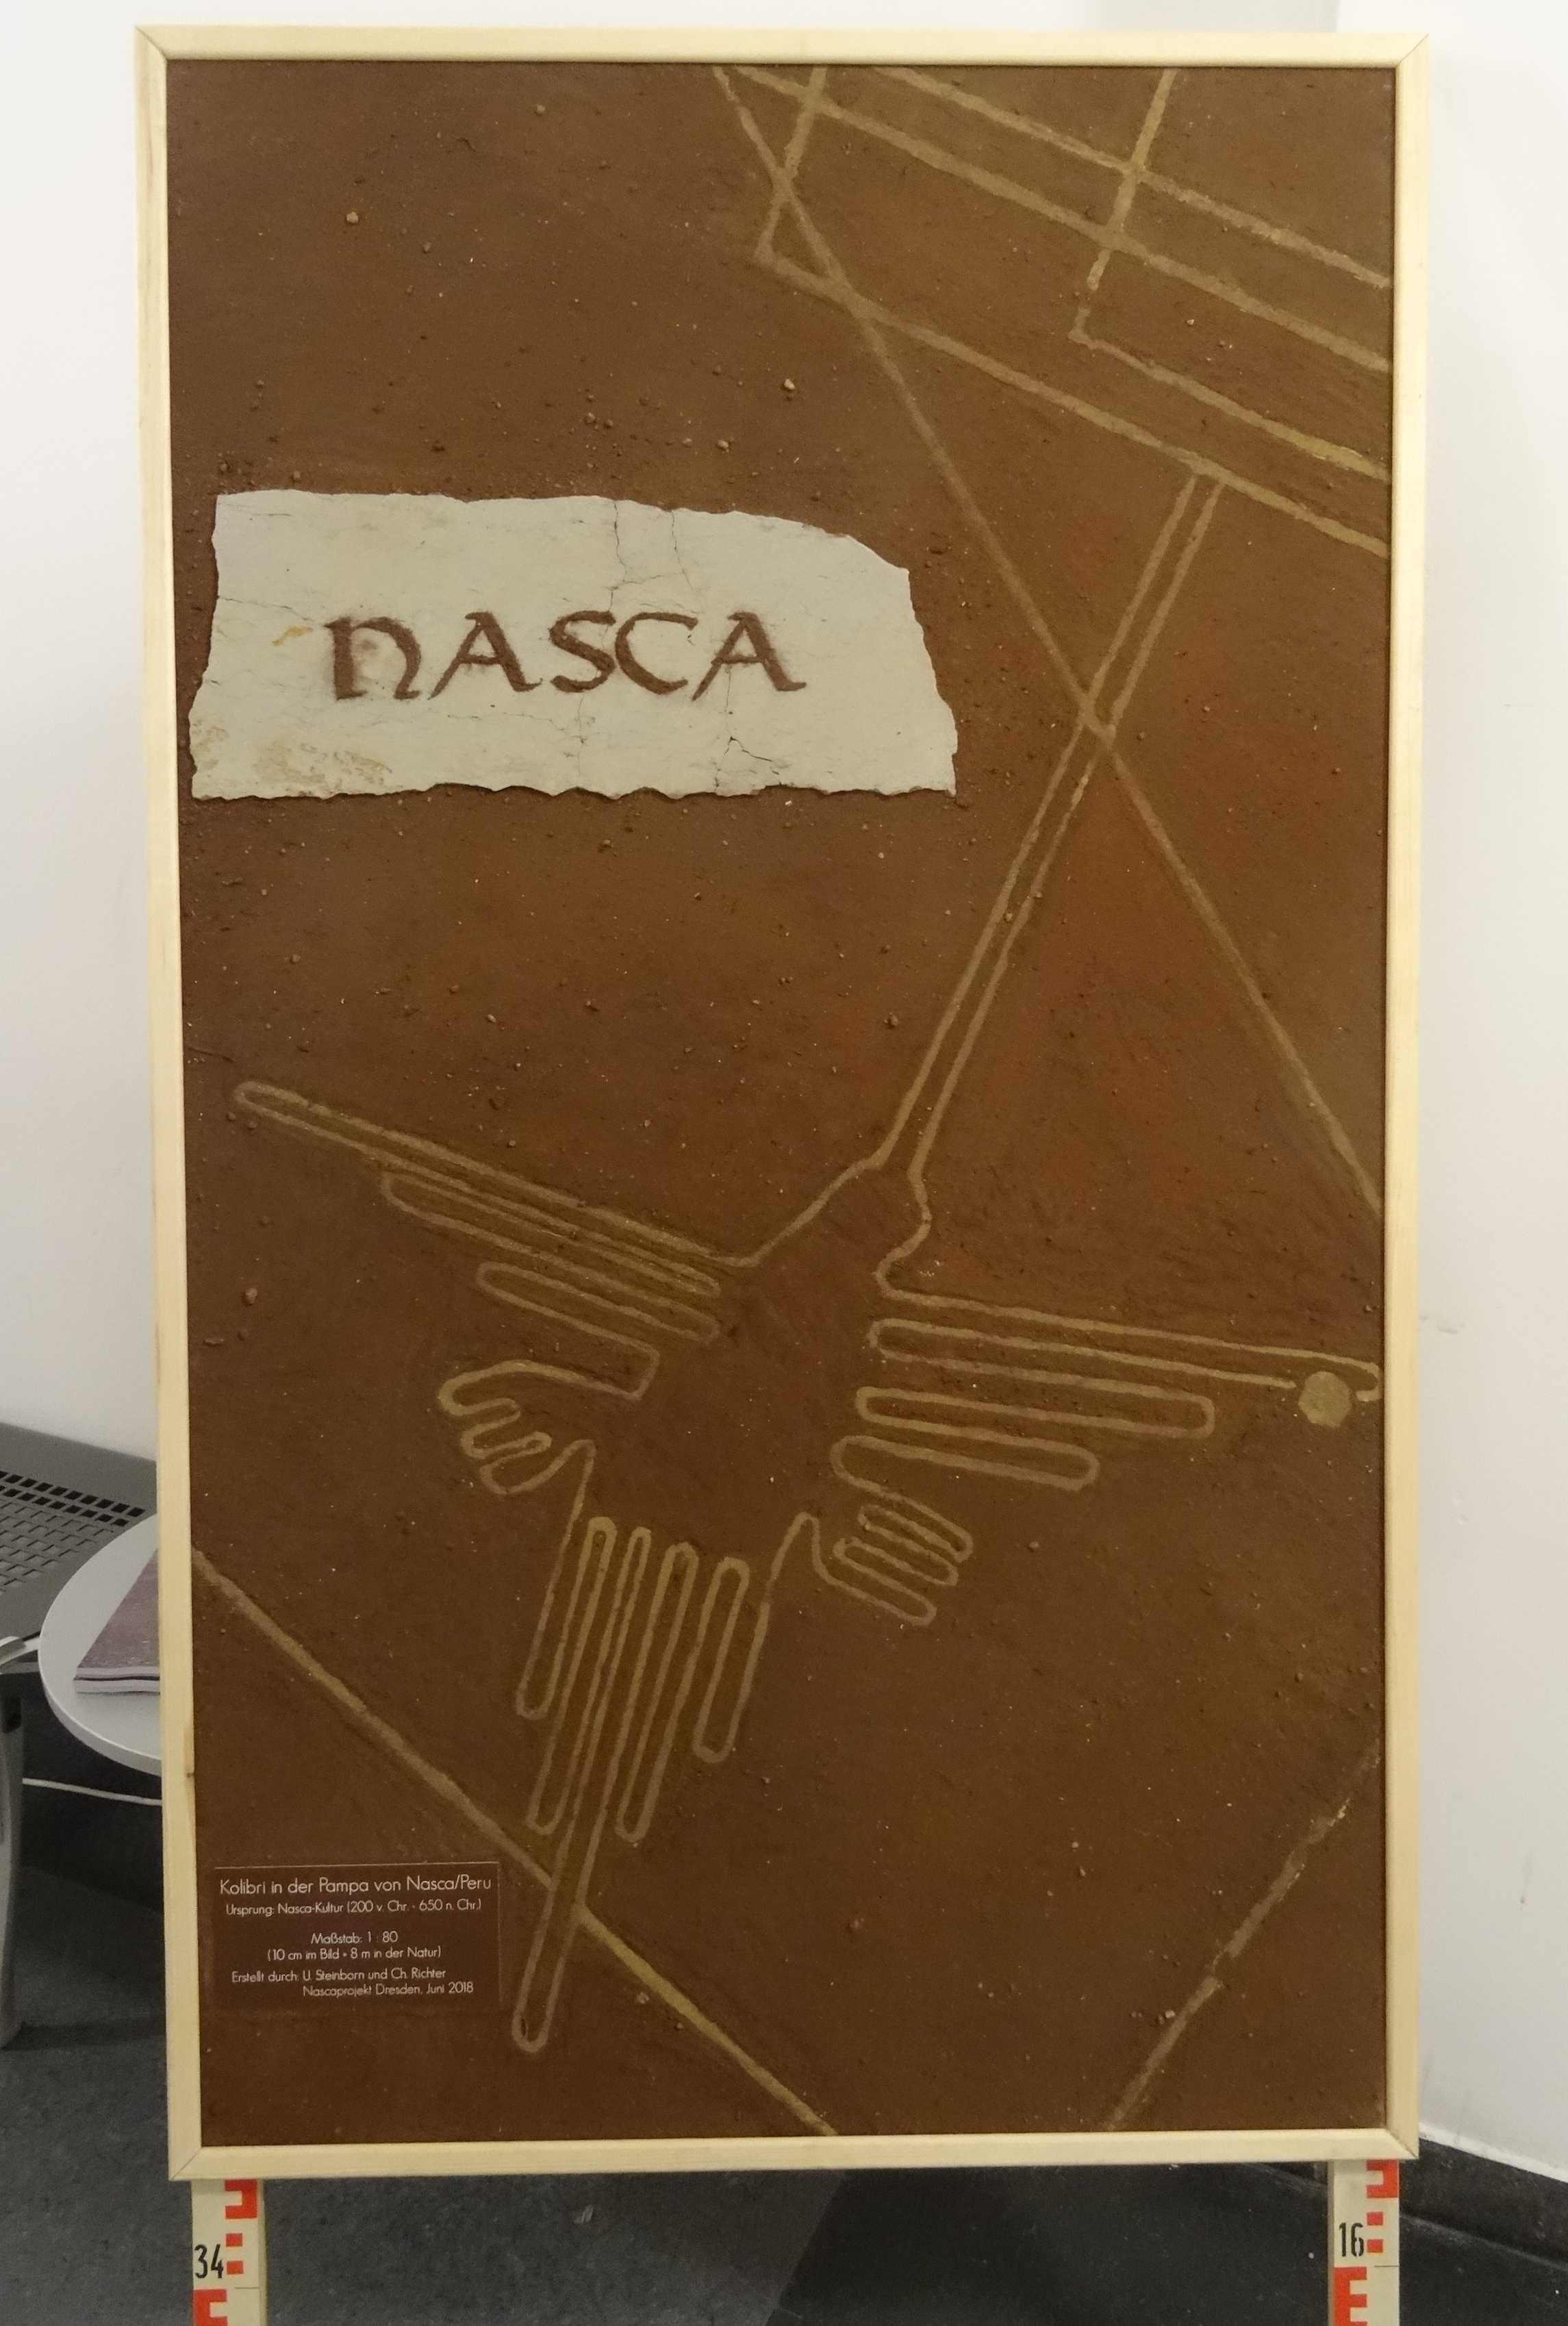 NASCA
Kolibri in der Pampa von Nasca/Peru
Ursprung: Nasca-Kultur (200 v. Chr. - 650 n. Chr.)
Maßstab: 1 : 80
(10 cm im Bild = 8 m in der Natur)
Erstellt durch: U. Steinborn und Ch. Richter
Nascaprojekt Dresden, Juni 2018
34
16